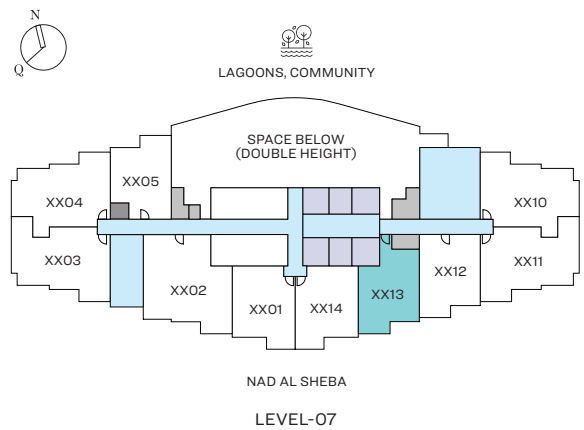 N
Q
LAGOONS, COMMUNITY
SPACE BELOW
(DOUBLE HEIGHT)
XX05
XX04
XX10
XX03
XX02
XX01
XX14
XX13
XX12
XX11
NAD AL SHEBA
LEVEL-07